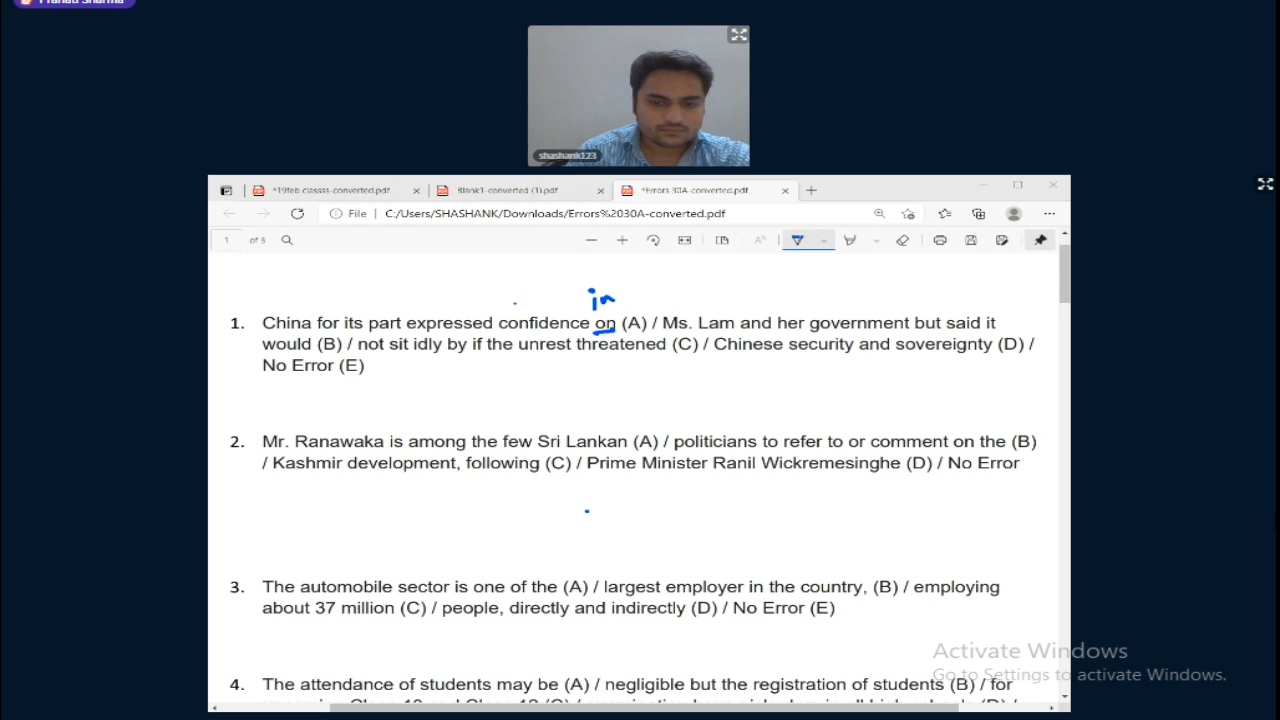 Pranati Sharma
shashank123
*19feb classs-converted.pdf
Blank1-converted (1).pdf
*Errors 30A-converted.pdf
File
C:/Users/SHASHANK/Downloads/Errors%2030A-converted.pdf
1 of 3
in
1. China for its part expressed confidence on (A) / Ms. Lam and her government but said it
would (B) / not sit idly by if the unrest threatened (C) / Chinese security and sovereignty (D) /
No Error (E)
2. Mr. Ranawaka is among the few Sri Lankan (A) / politicians to refer to or comment on the (B)
/ Kashmir development, following (C) / Prime Minister Ranil Wickremesinghe (D) / No Error
3. The automobile sector is one of the (A) / largest employer in the country, (B) / employing
about 37 million (C) / people, directly and indirectly (D) / No Error (E)
Activate Windows
Go to Settings to activate Windows.
4. The attendance of students may be (A) / negligible but the registration of students (B) / for